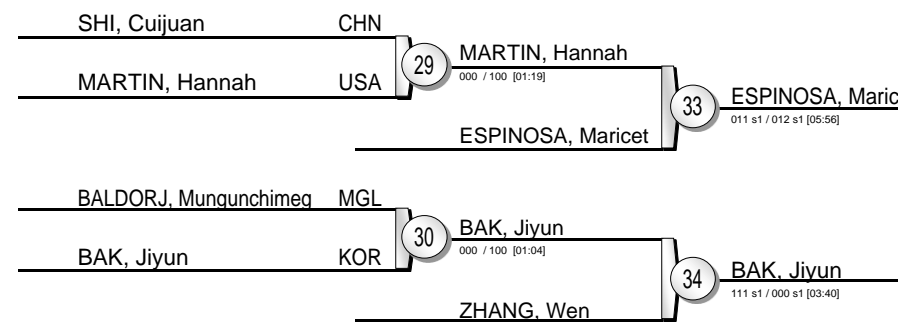 SHI, Cuijuan CHN
MARTIN, Hannah USA
29
MARTIN, Hannah
000 / 100 [01:19]
ESPINOSA, Maricet
33
ESPINOSA, Maric
011 s1 / 012 s1 [05:56]
BALDORJ, Mungunchimeg MGL
BAK, Jiyun KOR
30
BAK, Jiyun
000 / 100 [01:04]
ZHANG, Wen
34
BAK, Jiyun
111 s1 / 000 s1 [03:40]